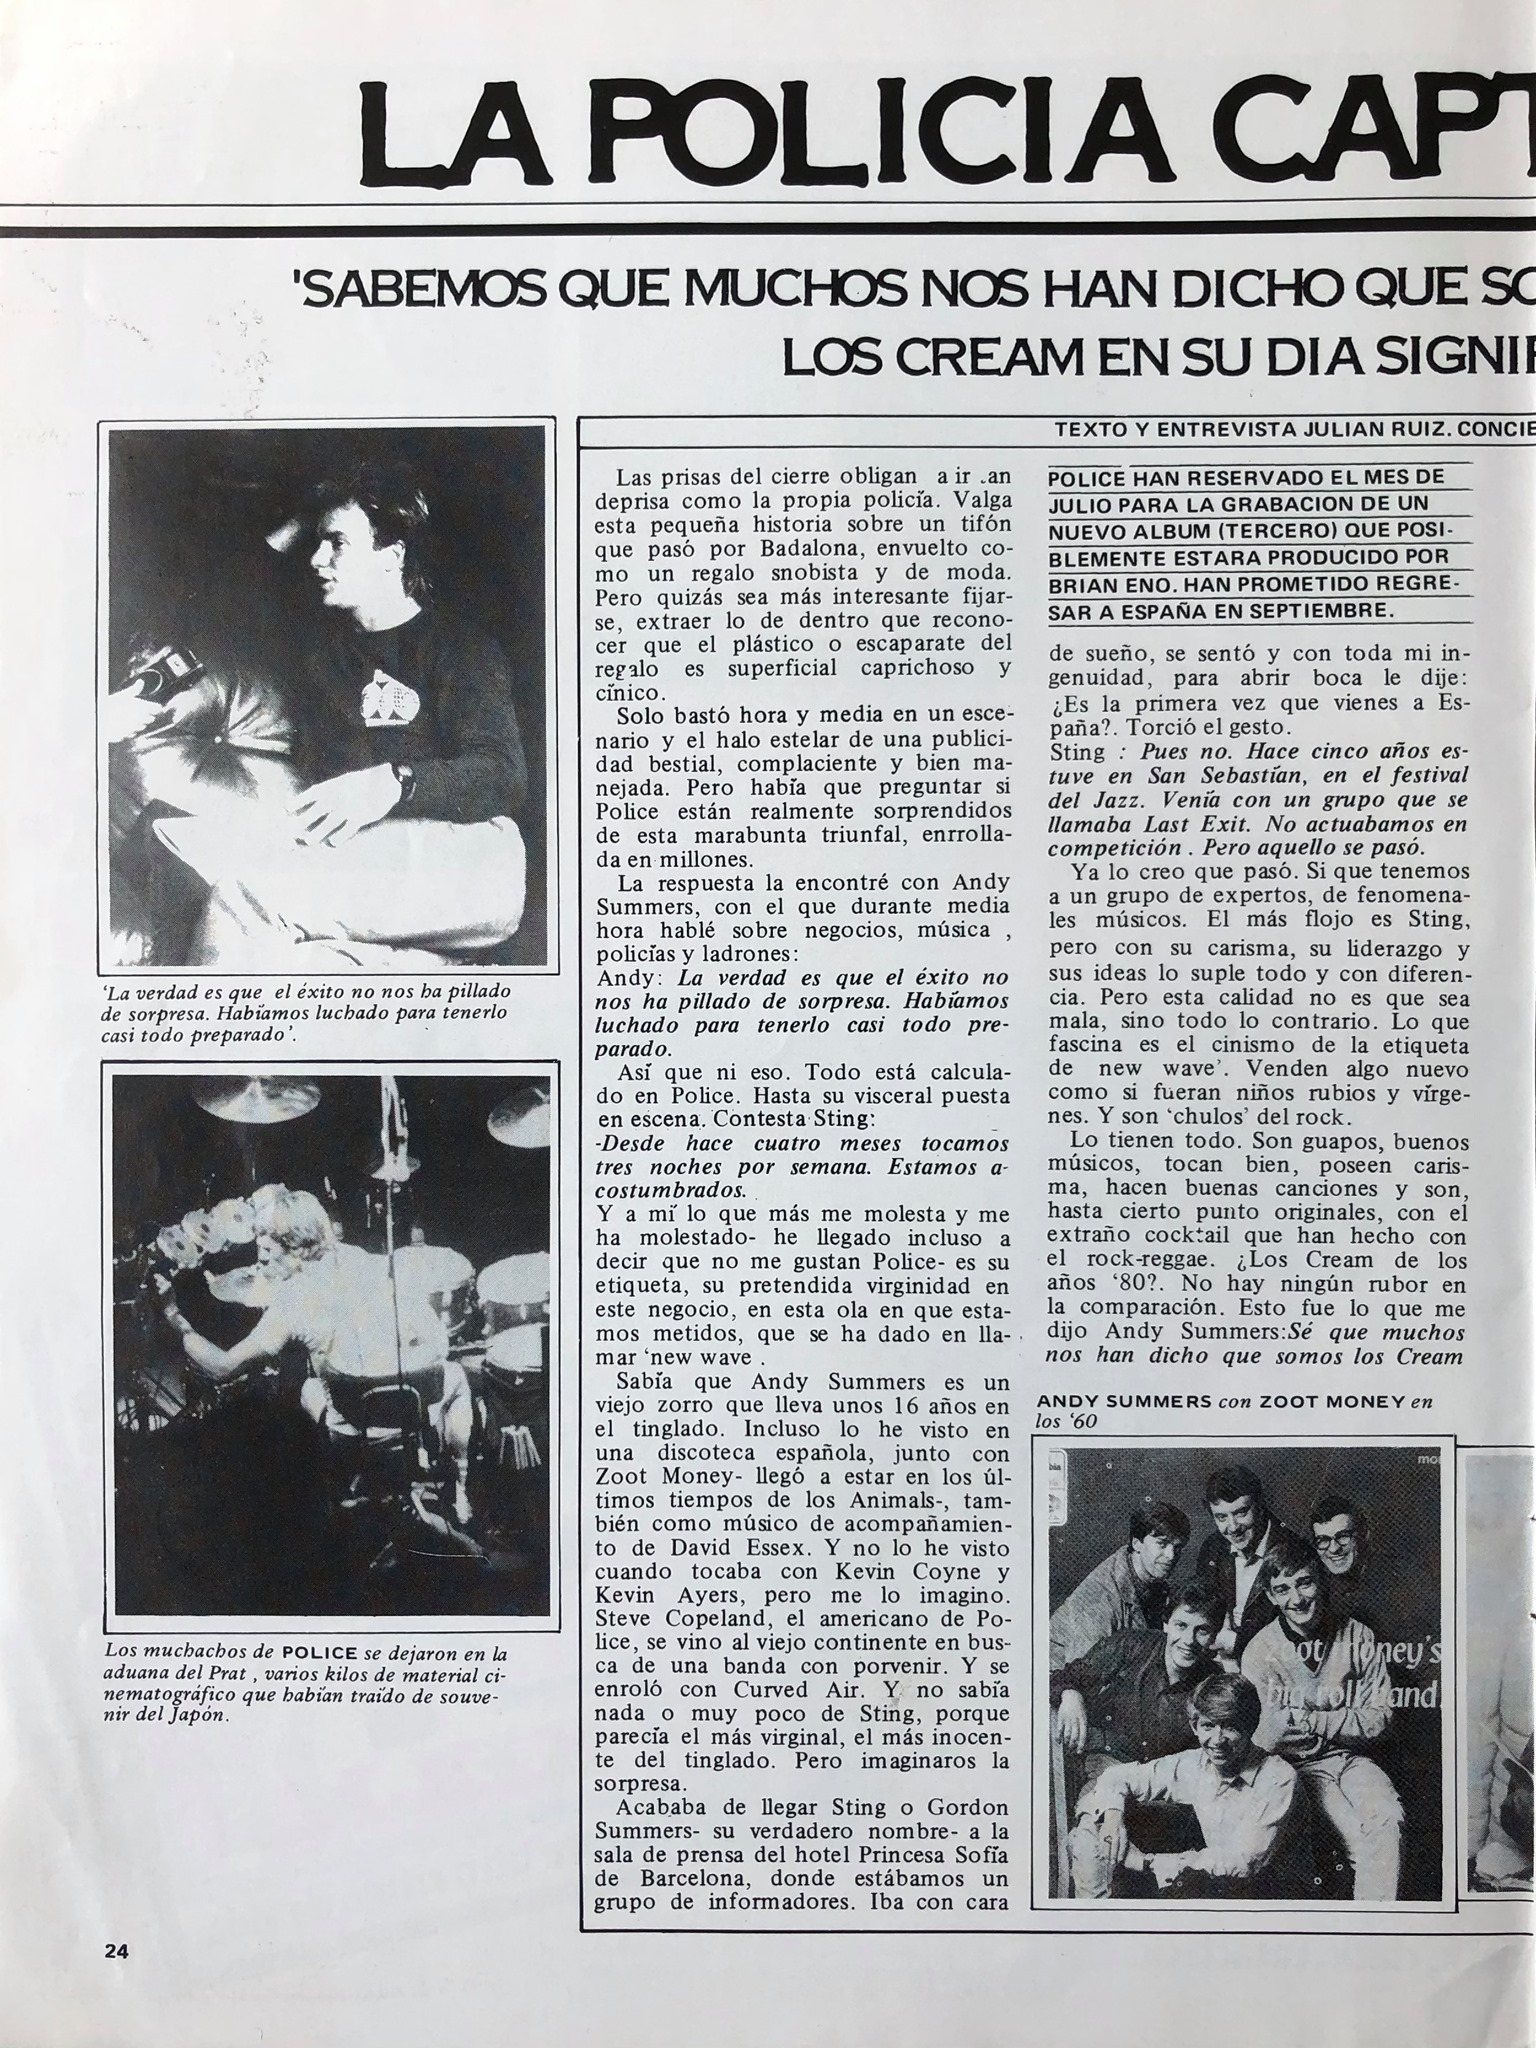 LA POLICIA CAPT
'SABEMOS QUE MUCHOS NOS HAN DICHO QUE SO
LOS CREAM EN SU DIA SIGNIF
'La verdad es que el éxito no nos ha pillado
de sorpresa. Habíamos luchado para tenerlo
casi todo preparado'.
Los muchachos de POLICE se dejaron en la
aduana del Prat , varios kilos de material ci-
nematográfico que habían traído de souve-
nir del Japón.
24
TEXTO Y ENTREVISTA JULIAN RUIZ. CONCIE
Las prisas del cierre obligan a ir .an
deprisa como la propia policía. Valga
esta pequeña historia sobre un tifón
que pasó por Badalona, envuelto co-
mo un regalo snobista y de moda.
Pero quizás sea más interesante fijar-
se, extraer lo de dentro que recono-
cer que el plástico o escaparate del
regalo es superficial caprichoso y
cínico.
Solo bastó hora y media en un esce-
nario y el halo estelar de una publici-
dad bestial, complaciente y bien ma-
nejada. Pero había que preguntar si
Police están realmente sorprendidos
de esta marabunta triunfal, enrrolla-
da en millones.
La respuesta la encontré con Andy
Summers, con el que durante media
hora hablé sobre negocios, música ,
policías y ladrones:
Andy: La verdad es que el éxito no
nos ha pillado de sorpresa. Habíamos
luchado para tenerlo casi todo pre-
parado.
Así que ni eso. Todo está calcula-
do en Police. Hasta su visceral puesta
en escena. Contesta Sting:
-Desde hace cuatro meses tocamos
tres noches por semana. Estamos a-
costumbrados.
Y a mí lo que más me molesta y me
ha molestado- he llegado incluso a
decir que no me gustan Police- es su
etiqueta, su pretendida virginidad en
este negocio, en esta ola en que esta-
mos metidos, que se ha dado en lla-
mar 'new wave .
Sabía que Andy Summers es un
viejo zorro que lleva unos 16 años en
el tinglado. Incluso lo he visto en
una discoteca española, junto con
Zoot Money- llegó a estar en los úl-
timos tiempos de los Animals-, tam-
bién como músico de acompañamien-
to de David Essex. Y no lo he visto
cuando tocaba con Kevin Coyne y
Kevin Ayers, pero me lo imagino.
Steve Copeland, el americano de Po-
lice, se vino al viejo continente en bus-
ca de una banda con porvenir. Y se
enroló con Curved Air. Y no sabía
nada o muy poco de Sting, porque
parecía el más virginal, el más inocen-
te del tinglado. Pero imaginaros la
sorpresa.
Acababa de llegar Sting o Gordon
Summers- su verdadero nombre- a la
sala de prensa del hotel Princesa Sofía
de Barcelona, donde estábamos un
grupo de informadores. Iba con cara
POLICE HAN RESERVADO EL MES DE
JULIO PARA LA GRABACION DE UN
NUEVO ALBUM (TERCERO) QUE POSI-
BLEMENTE ESTARA PRODUCIDO POR
BRIAN ENO. HAN PROMETIDO REGRE-
SAR A ESPAÑA EN SEPTIEMBRE.
de sueño, se sentó y con toda mi in-
genuidad, para abrir boca le dije:
¿Es la primera vez que vienes a Es-
paña?. Torció el gesto.
Sting : Pues no. Hace cinco años es-
tuve en San Sebastían, en el festival
del Jazz. Venía con un grupo que se
llamaba Last Exit. No actuabamos en
competición . Pero aquello se pasó.
Ya lo creo que pasó. Si que tenemos
a un grupo de expertos, de fenomena-
les músicos. El más flojo es Sting,
pero con su carisma, su liderazgo y
sus ideas lo suple todo y con diferen-
cia. Pero esta calidad no es que sea
mala, sino todo lo contrario. Lo que
fascina es el cinismo de la etiqueta
de new wave'. Venden algo nuevo
como si fueran niños rubios y vírge-
nes. Y son 'chulos' del rock.
Lo tienen todo. Son guapos, buenos
músicos, tocan bien, poseen caris-
ma, hacen buenas canciones y son,
hasta cierto punto originales, con el
extraño cocktail que han hecho con
el rock-reggae. ¿Los Cream de los
años '80?. No hay ningún rubor en
la comparación. Esto fue lo que me
dijo Andy Summers:Sé que muchos
nos han dicho que somos los Cream
ANDY SUMMERS con ZOOT MONEY en
los '60
bia
mo
zoot money's
big roll band